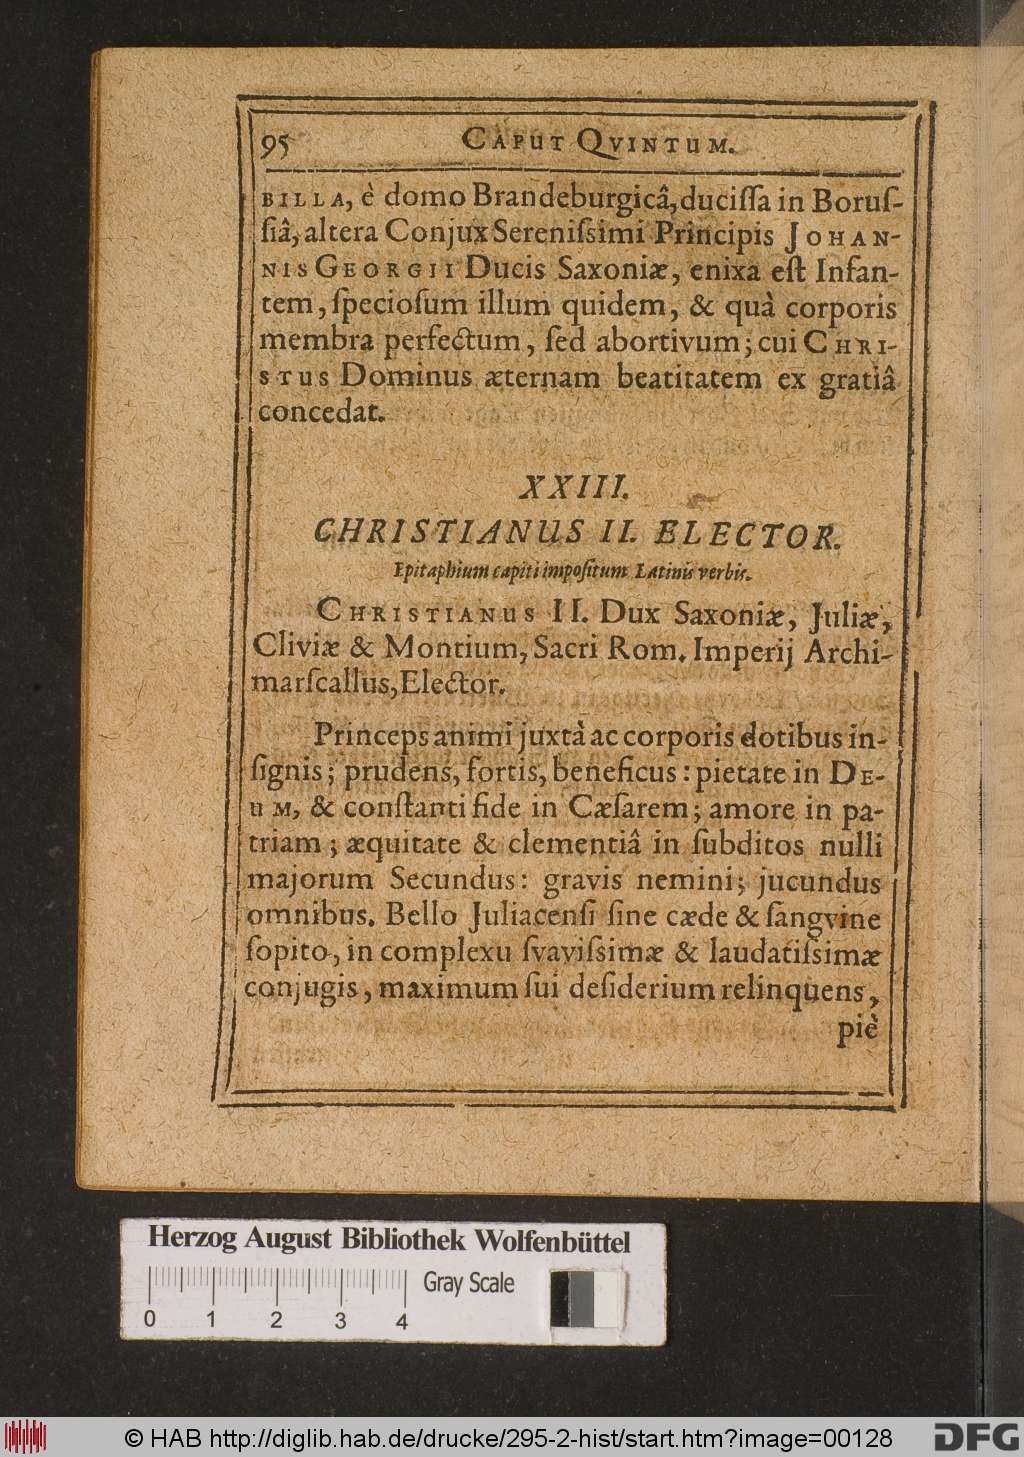 95 CAPUT QVINTUM.
BILLA, è domo Brandeburgicâ, duciſſa in Boruſ-
ſiâ, altera Conjux Sereniſsimi Principis JOHAN-
NIS GEORGII Ducis Saxoniæ, enixa eſt Infan-
tem, ſpecioſum illum quidem, & quà corporis
membra perfectum, ſed abortivum; cui CHRI-
STUS Dominus æternam beatitatem ex gratiâ
concedat.
XXIII.
CHRISTIANUS II. ELECTOR.
Epitaphium capiti impoſitum Latinis verbis.
CHRISTIANUS II. Dux Saxoniæ, Juliæ,
Cliviæ & Montium, Sacri Rom. Imperij Archi-
marſcallus, Elector.
Princeps animi juxtà ac corporis dotibus in-
ſignis; prudens, fortis, beneficus: pietate in DE-
UM, & conſtanti fide in Cæſarem; amore in pa-
triam; æquitate & clementiâ in ſubditos nulli
majorum Secundus: gravis nemini; jucundus
omnibus. Bello Juliacenſi ſine cæde & ſangvine
ſopito, in complexu ſvaviſsimæ & laudatiſsimæ
conjugis, maximum ſui deſiderium relinquens,
piè
Herzog August Bibliothek Wolfenbüttel
Gray Scale
0 1 2 3 4
© HAB http://diglib.hab.de/drucke/295-2-hist/start.htm?image=00128
DFG